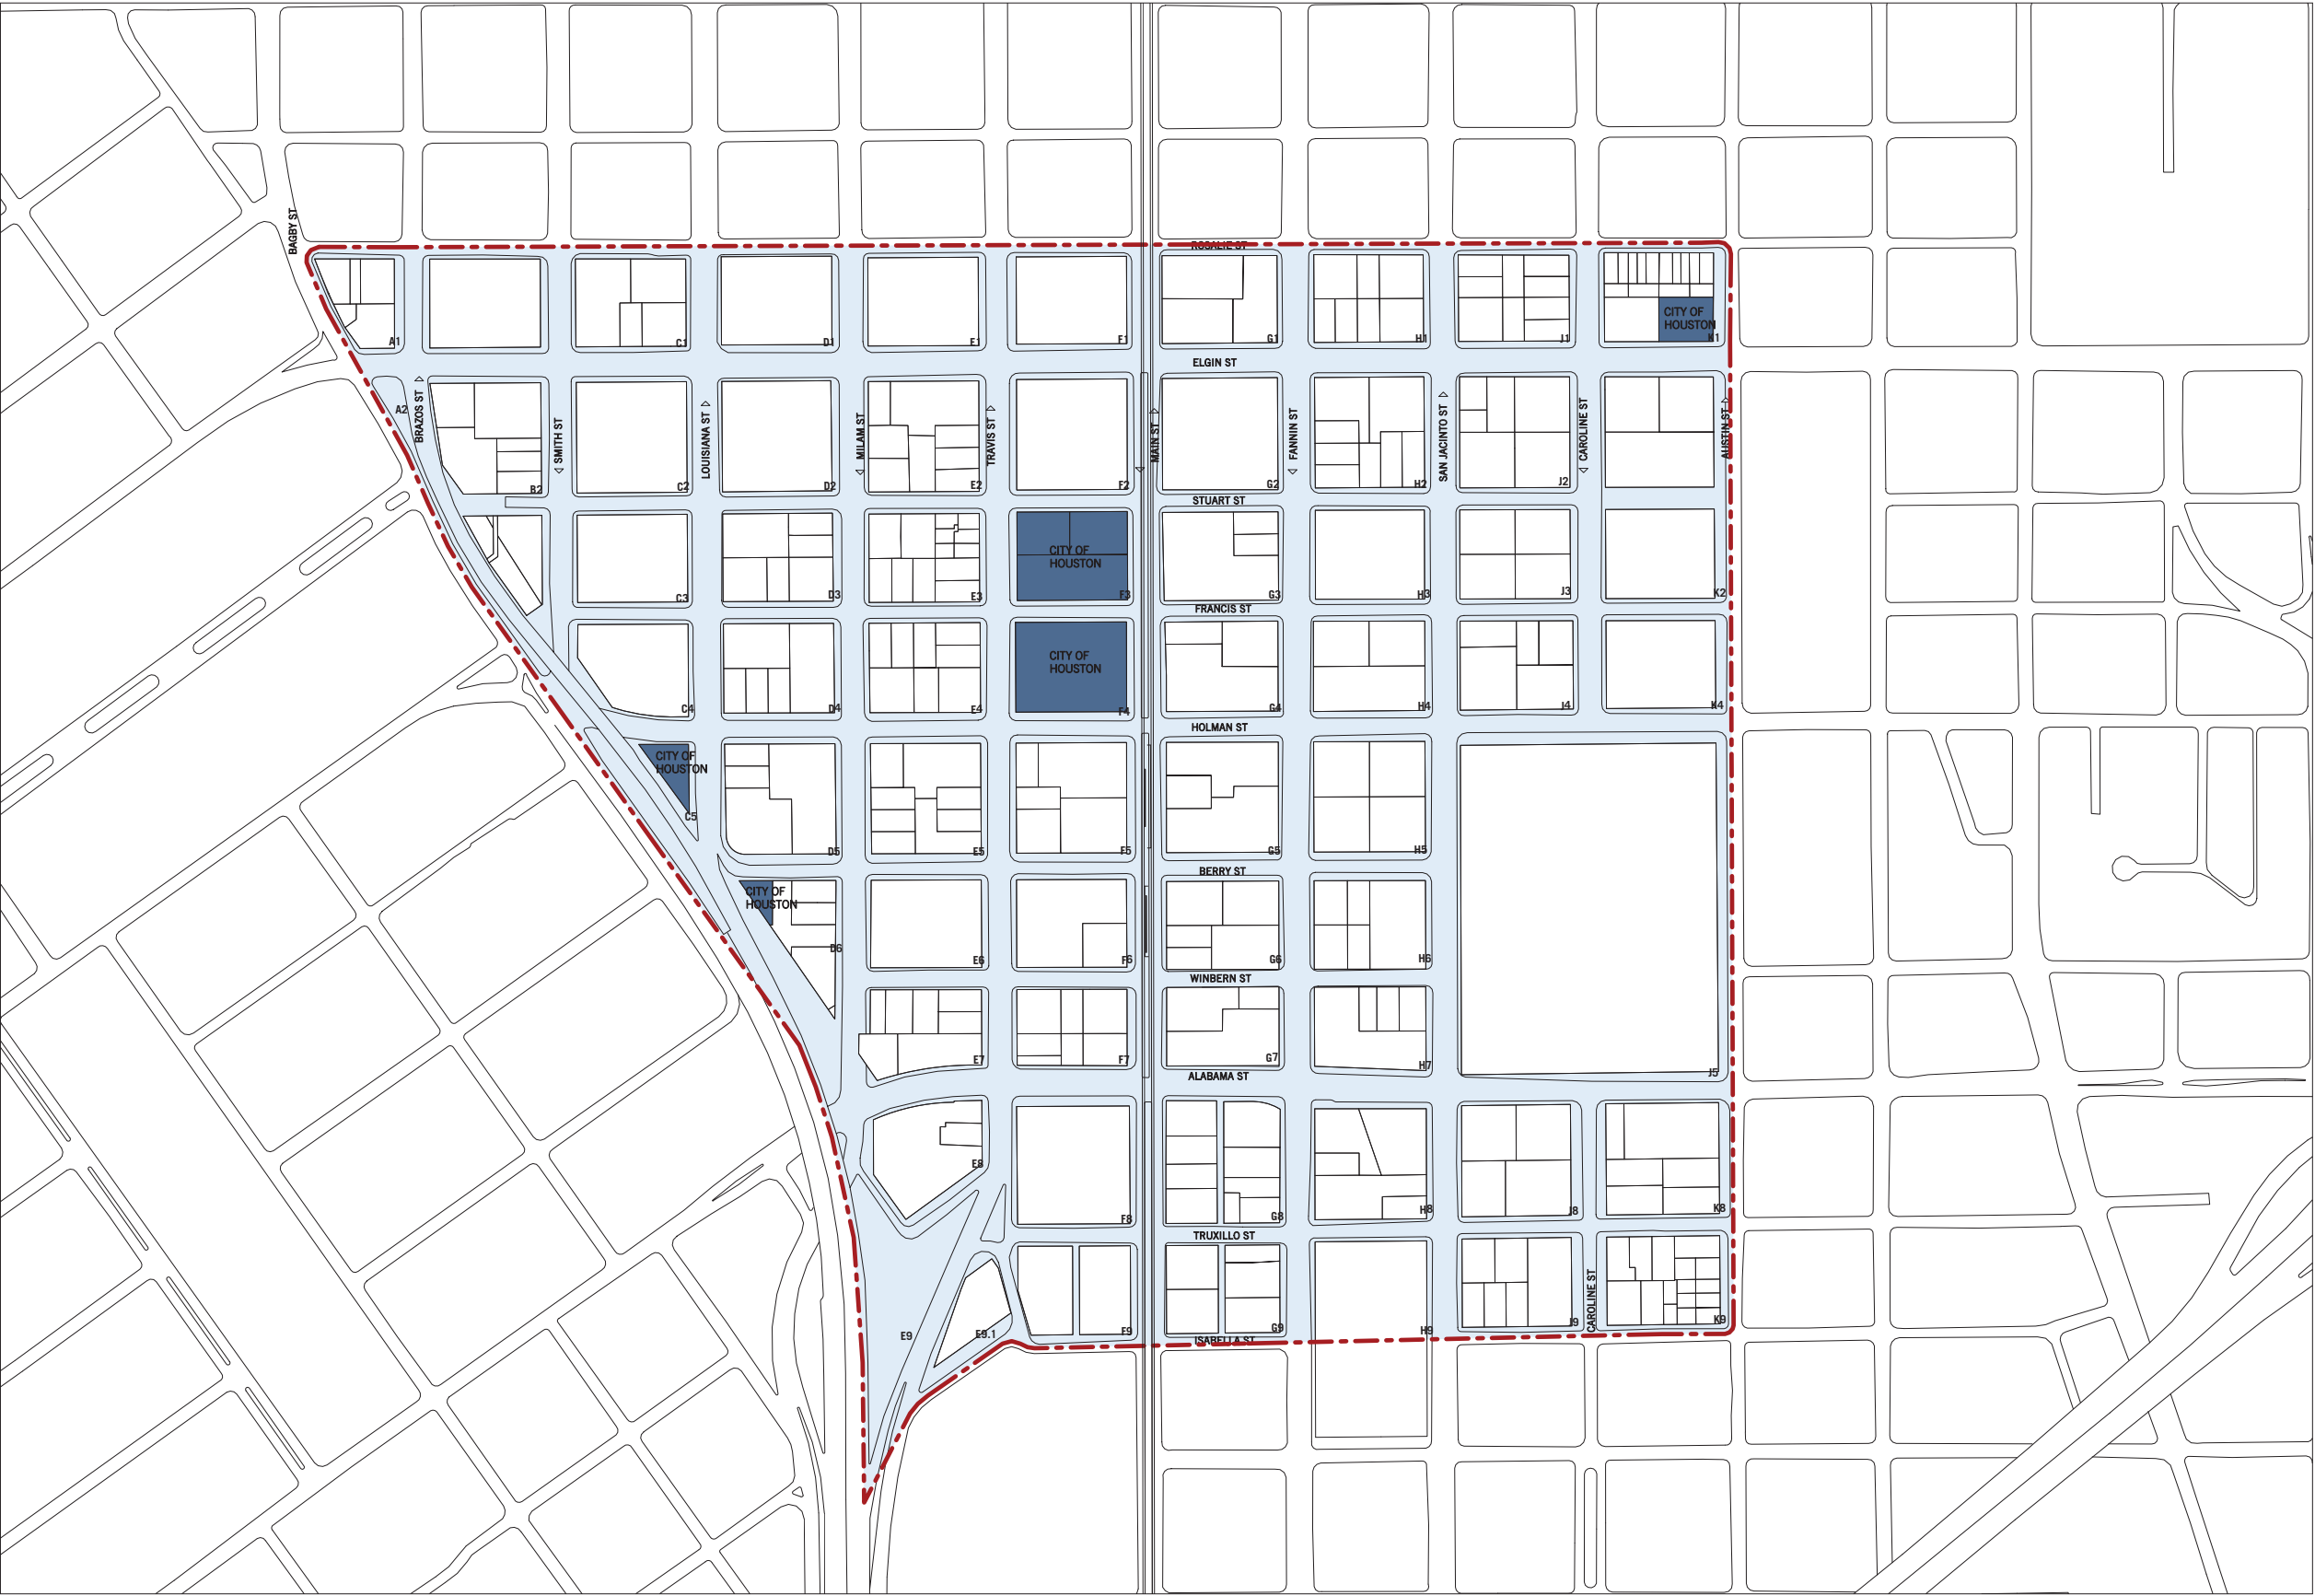 BAGBY ST
ROSALIE ST
CITY OF
HOUSTON
A1
C1
D1
E1
F1
G1
H1
J1
K1
ELGIN ST
A2
BRAZOS ST
SMITH ST
LOUISIANA ST
MILAM ST
TRAVIS ST
MAIN ST
FANNIN ST
SAN JACINTO ST
CAROLINE ST
AUSTIN ST
B2
C2
D2
E2
F2
G2
H2
J2
STUART ST
CITY OF
HOUSTON
C3
D3
E3
F3
G3
H3
J3
K2
FRANCIS ST
CITY OF
HOUSTON
C4
D4
E4
F4
G4
H4
J4
K4
HOLMAN ST
CITY OF
HOUSTON
C5
D5
E5
F5
G5
H5
BERRY ST
CITY OF
HOUSTON
D6
E6
F6
G6
H6
WINBERN ST
E7
F7
G7
H7
J5
ALABAMA ST
E8
F8
G8
H8
J8
K8
TRUXILLO ST
CAROLINE ST
E9
E9.1
F9
G9
H9
J9
K9
ISABELLA ST